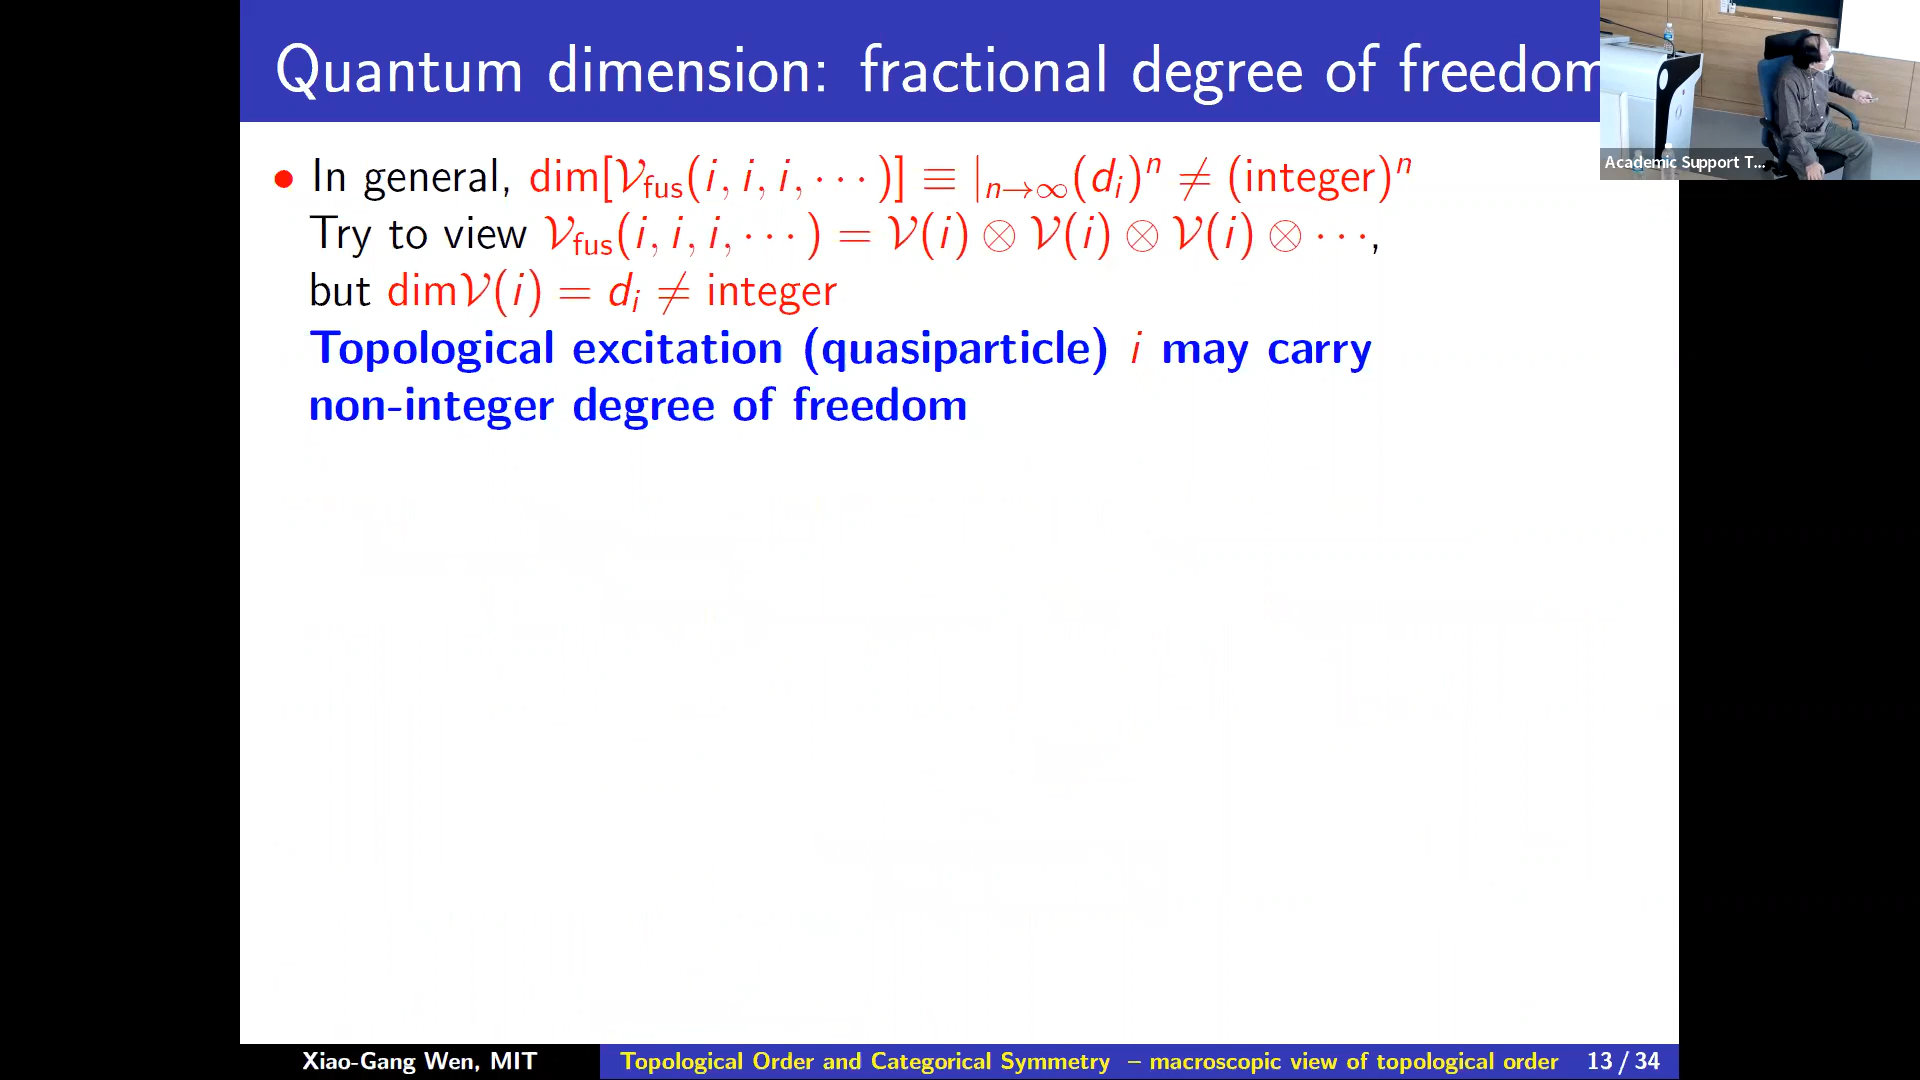 Quantum dimension: fractional degree of freedom
• In general, dim[𝒱fus(i, i, i, ···)] ≡ |n→∞(di)^n ≠ (integer)^n
Try to view 𝒱fus(i, i, i, ···) = 𝒱(i) ⊗ 𝒱(i) ⊗ 𝒱(i) ⊗ ···,
but dim𝒱(i) = di ≠ integer
Topological excitation (quasiparticle) i may carry
non-integer degree of freedom
Academic Support T...
Xiao-Gang Wen, MIT
Topological Order and Categorical Symmetry – macroscopic view of topological order 13 / 34